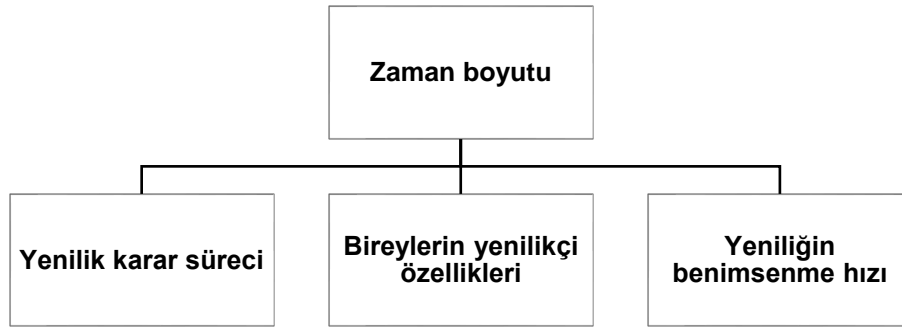 Zaman boyutu
Yenilik karar süreci
Bireylerin yenilikçi
özellikleri
Yeniliğin
benimsenme hızı